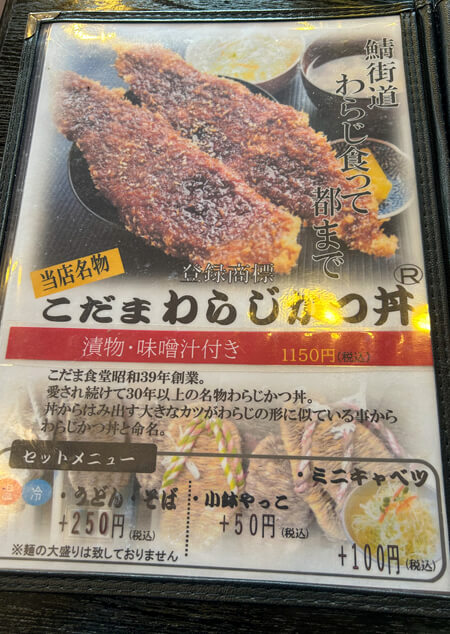 鯖街道
わらじ食って
都まで
当店名物
登録商標
こだまわらじかつ丼®
漬物・味噌汁付き 1150円(税込)
こだま食堂昭和39年創業。
愛され続けて30年以上の名物わらじかつ丼。
丼からはみ出す大きなカツがわらじの形に似ている事から
わらじかつ丼と命名。
セットメニュー
冷
・うどん・そば
+250円(税込)
※麺の大盛りは致しておりません
・小鉢やっこ
+50円(税込)
・ミニキャベツ
+100円(税込)